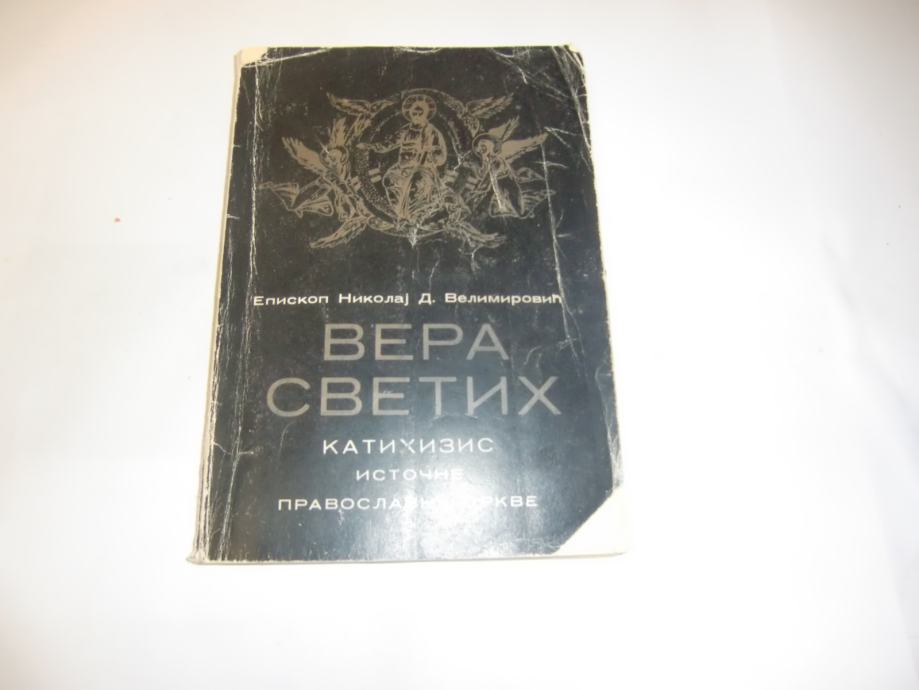 Епископ Николај Д. Велимировић
ВЕРА
СВЕТИХ
КАТИХИЗИС
ИСТОЧНЕ
ПРАВОСЛАВНЕ ЦРКВЕ